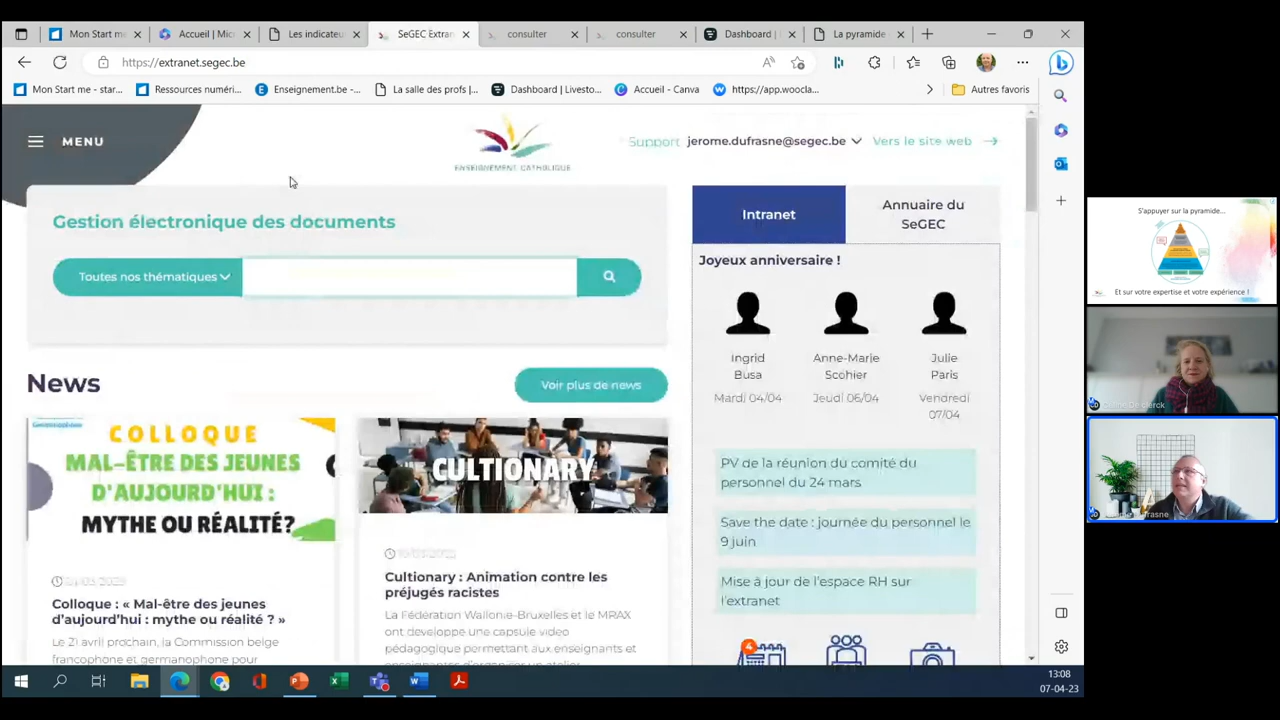 Mon Start me
Accueil | Mic
Les indicateu
SeGEC Extran
consulter
consulter
Dashboard |
La pyramide
https://extranet.segec.be
Mon Start me - star...
Ressources numéri...
Enseignement.be -...
La salle des profs |...
Dashboard | Livesto...
Accueil - Canva
https://app.woocla...
Autres favoris
MENU
ENSEIGNEMENT CATHOLIQUE
Support
jerome.dufrasne@segec.be
Vers le site web
Gestion électronique des documents
Toutes nos thématiques
Intranet
Annuaire du
SeGEC
Joyeux anniversaire !
Ingrid
Busa
Mardi 04/04
Anne-Marie
Scohier
Jeudi 06/04
Julie
Paris
Vendredi
07/04
PV de la réunion du comité du
personnel du 24 mars
Save the date : journée du personnel le
9 juin
Mise à jour de l'espace RH sur
l'extranet
4
News
Voir plus de news
COLLOQUE
MAL-ÊTRE DES JEUNES
D'AUJOURD'HUI :
MYTHE OU RÉALITÉ?
Colloque : « Mal-être des jeunes
d'aujourd'hui : mythe ou réalité ? »
Le 21 avril prochain, la Commission belge
francophone et germanophone pour
CULTIONARY
Cultionary : Animation contre les
préjugés racistes
La Fédération Wallonie-Bruxelles et le MRAX
ont développé une capsule vidéo
pédagogique permettant aux enseignants et
S'appuyer sur la pyramide...
Et sur votre expertise et votre expérience !
13:08
07-04-23